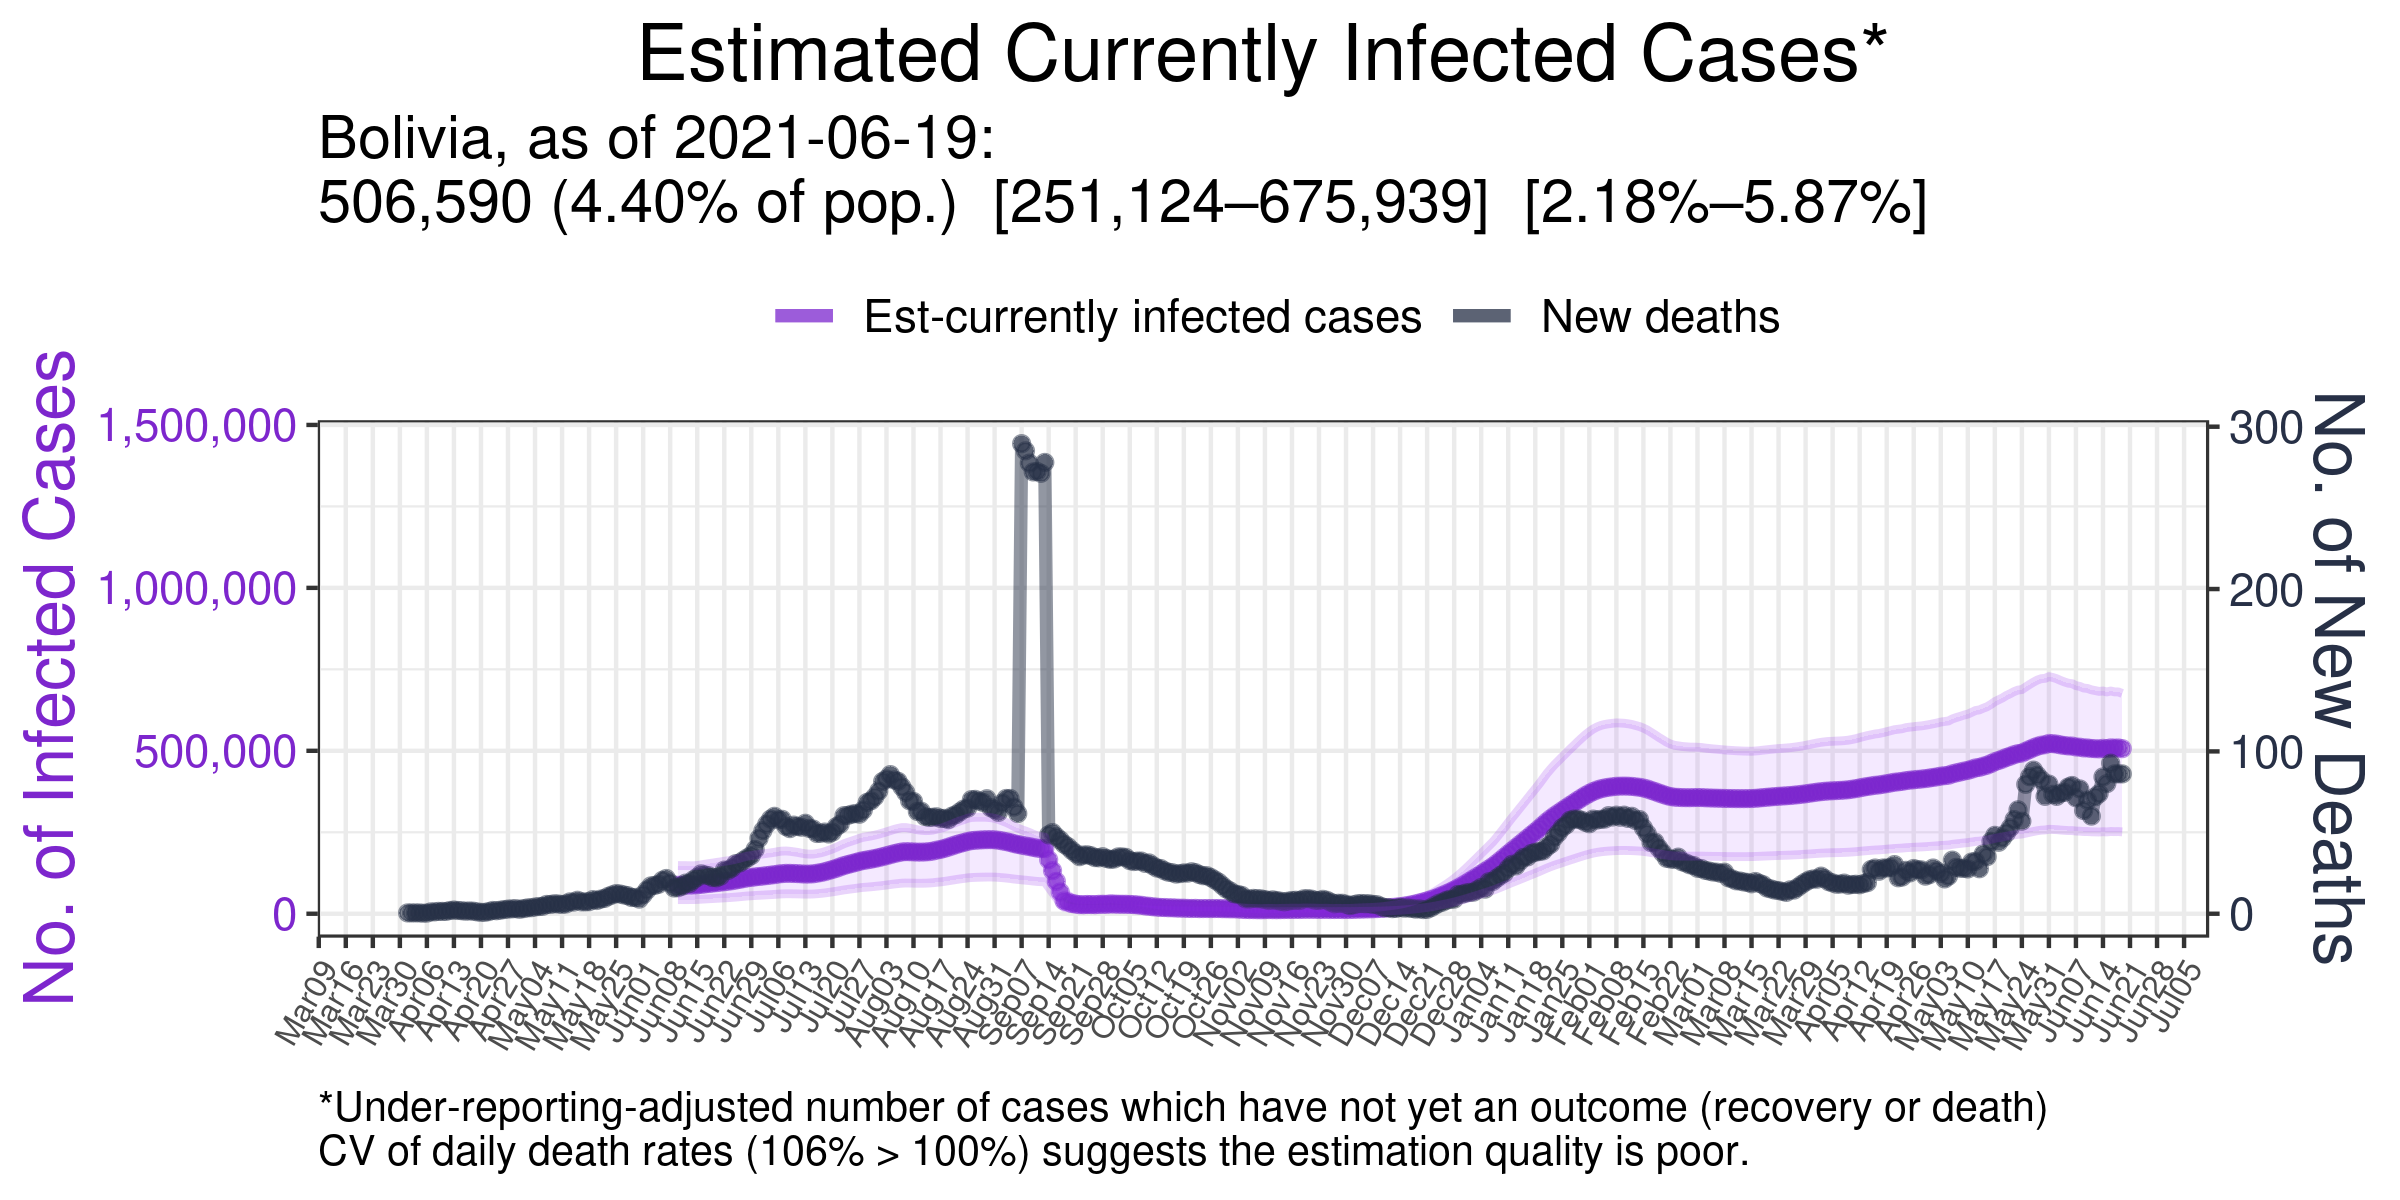 Estimated Currently Infected Cases*
Bolivia, as of 2021-06-19:
506,590 (4.40% of pop.) [251,124–675,939] [2.18%–5.87%]
Est-currently infected cases
New deaths
No. of Infected Cases
1,500,000
1,000,000
500,000
0
300
200
100
0
No. of New Deaths
Mar09
Mar16
Mar23
Mar30
Apr06
Apr13
Apr20
Apr27
May04
May11
May18
May25
Jun01
Jun08
Jun15
Jun22
Jun29
Jul06
Jul13
Jul20
Jul27
Aug03
Aug10
Aug17
Aug24
Aug31
Sep07
Sep14
Sep21
Sep28
Oct05
Oct12
Oct19
Oct26
Nov02
Nov09
Nov16
Nov23
Nov30
Dec07
Dec14
Dec21
Dec28
Jan04
Jan11
Jan18
Jan25
Feb01
Feb08
Feb15
Feb22
Mar01
Mar08
Mar15
Mar22
Mar29
Apr05
Apr12
Apr19
Apr26
May03
May10
May17
May24
May31
Jun07
Jun14
Jun21
Jun28
Jul05
*Under-reporting-adjusted number of cases which have not yet an outcome (recovery or death)
CV of daily death rates (106% > 100%) suggests the estimation quality is poor.